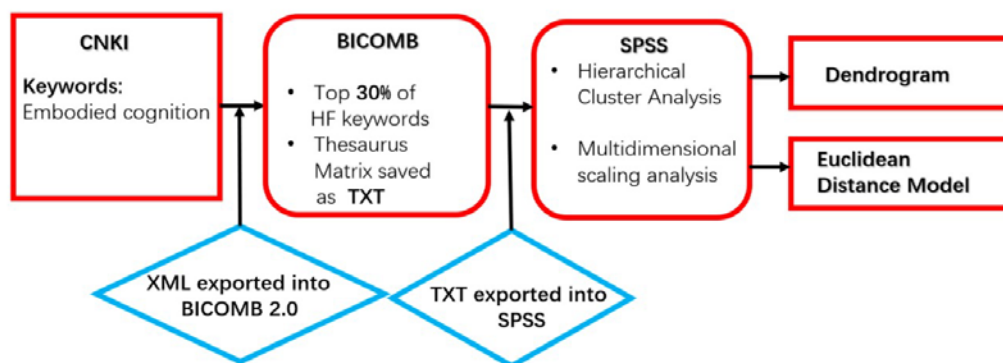 CNKI
Keywords:
Embodied cognition
BICOMB
• Top 30% of
HF keywords
• Thesaurus
Matrix saved
as TXT
SPSS
• Hierarchical
Cluster Analysis
• Multidimensional
scaling analysis
Dendrogram
Euclidean
Distance Model
XML exported into
BICOMB 2.0
TXT exported into
SPSS